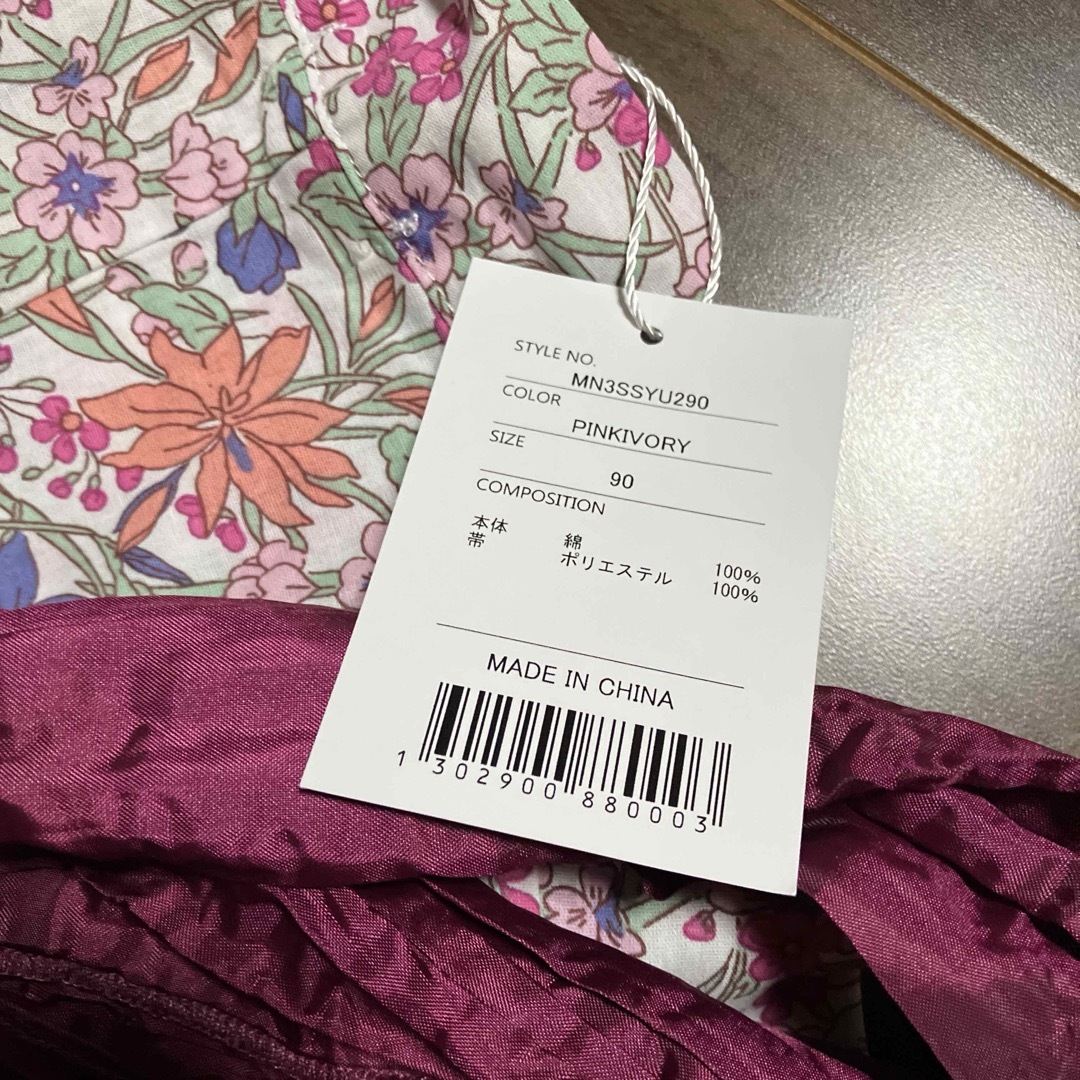 STYLE NO.
MN3SSYU290
COLOR
PINKIVORY
SIZE
90
COMPOSITION
本体 綿 100%
帯 ポリエステル 100%
MADE IN CHINA
1 302900 880003